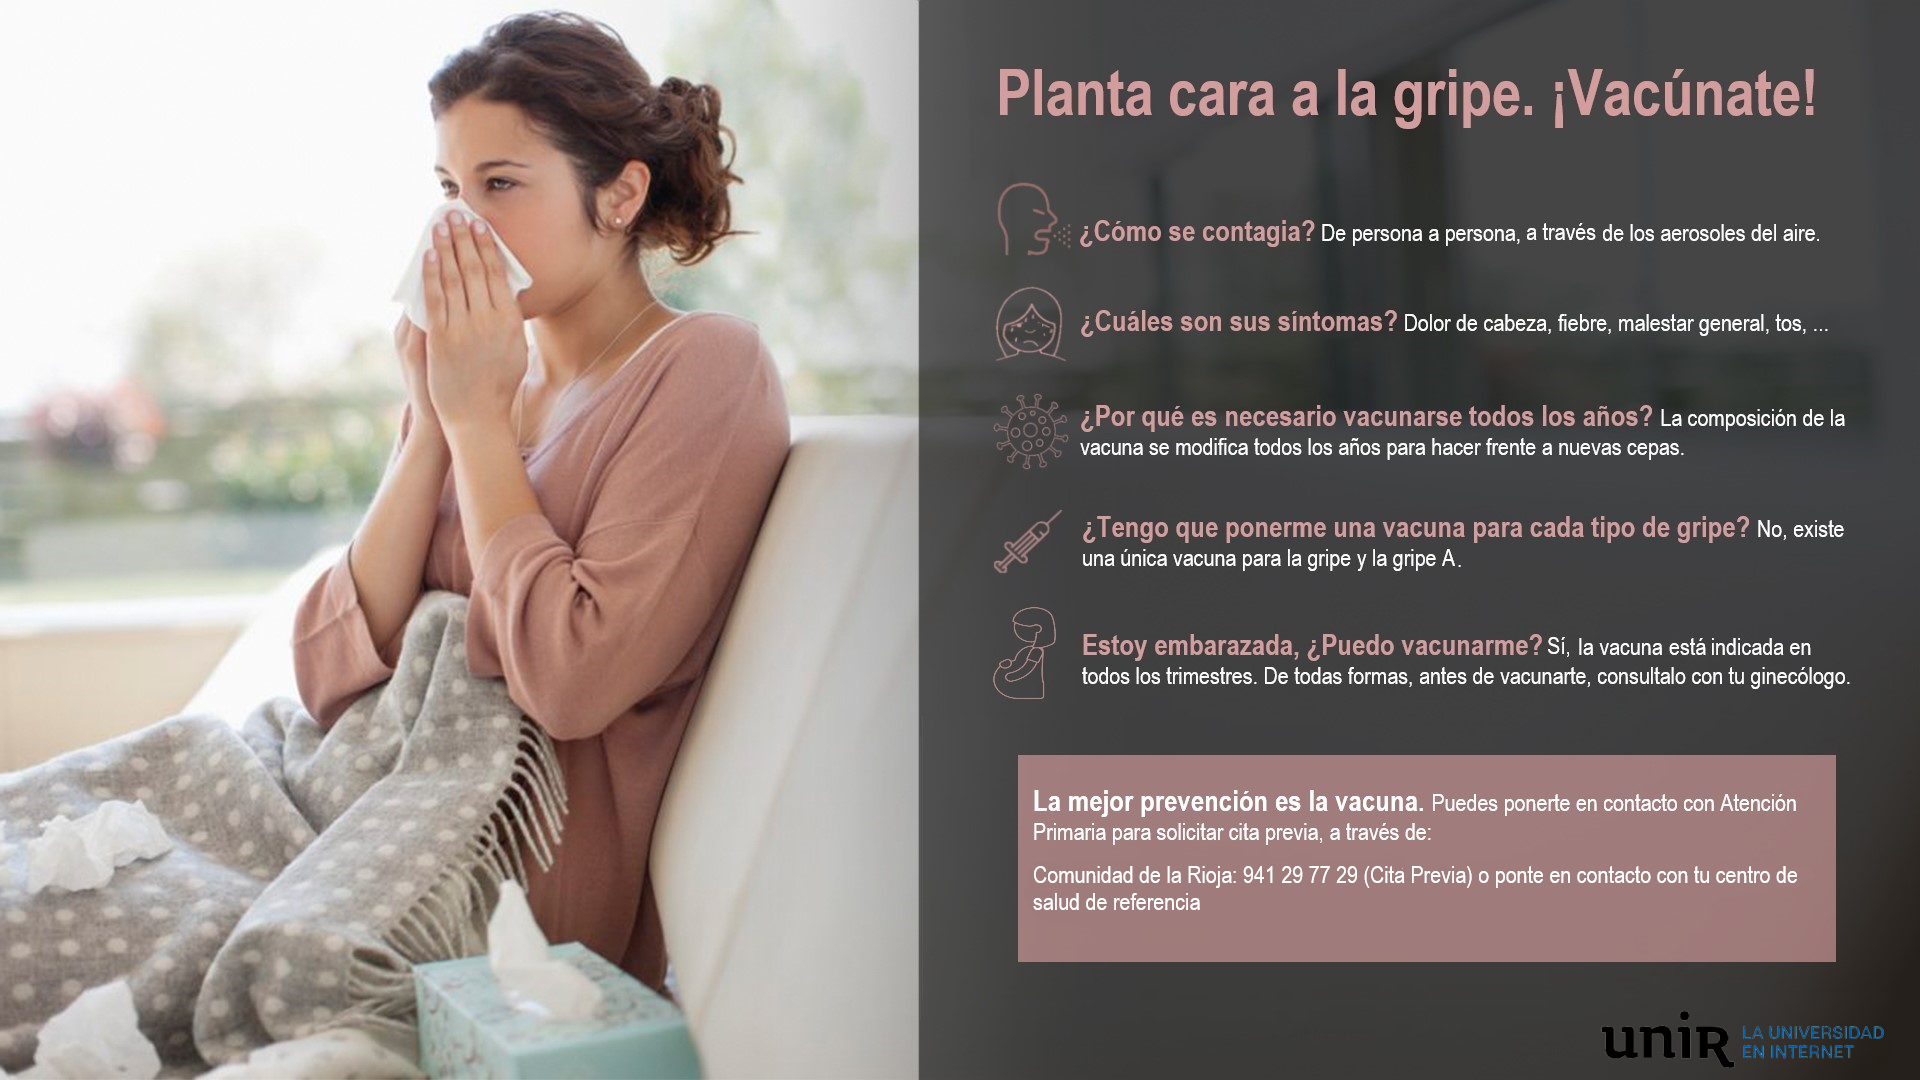 Planta cara a la gripe. ¡Vacúnate!
¿Cómo se contagia? De persona a persona, a través de los aerosoles del aire.
¿Cuáles son sus síntomas? Dolor de cabeza, fiebre, malestar general, tos, ...
¿Por qué es necesario vacunarse todos los años? La composición de la
vacuna se modifica todos los años para hacer frente a nuevas cepas.
¿Tengo que ponerme una vacuna para cada tipo de gripe? No, existe
una única vacuna para la gripe y la gripe A.
Estoy embarazada, ¿Puedo vacunarme? Sí, la vacuna está indicada en
todos los trimestres. De todas formas, antes de vacunarte, consultalo con tu ginecólogo.
La mejor prevención es la vacuna. Puedes ponerte en contacto con Atención
Primaria para solicitar cita previa, a través de:
Comunidad de la Rioja: 941 29 77 29 (Cita Previa) o ponte en contacto con tu centro de
salud de referencia
unir LA UNIVERSIDAD
EN INTERNET